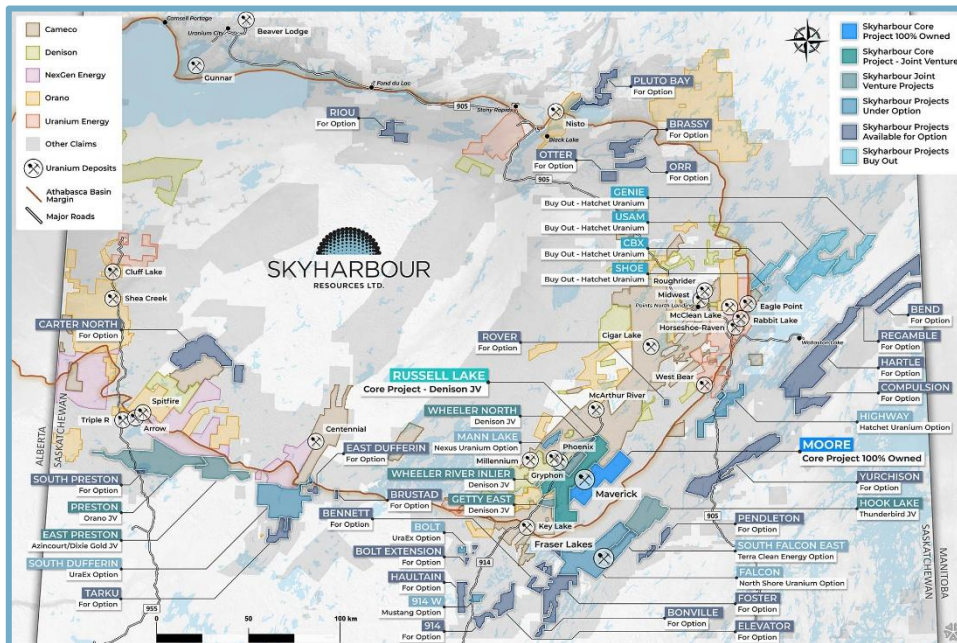 Cameco
Denison
NexGen Energy
Orano
Uranium Energy
Other Claims
Uranium Deposits
Athabasca Basin
Margin
Major Roads
Skyharbour Core
Project 100% Owned
Skyharbour Core
Project - Joint Venture
Skyharbour Joint
Venture Projects
Skyharbour Projects
Under Option
Skyharbour Projects
Available for Option
Skyharbour Projects
Buy Out
SKYHARBOUR
RESOURCES LTD.
Camsell Portage
Uranium City
Beaver Lodge
Gunnar
Fond du Lac
Stony Rapids
905
Nisto
Black Lake
905
PLUTO BAY
For Option
RIOU
For Option
BRASSY
For Option
OTTER
For Option
ORR
For Option
GENIE
Buy Out - Hatchet Uranium
USAM
Buy Out - Hatchet Uranium
CBX
Buy Out - Hatchet Uranium
SHOE
Buy Out - Hatchet Uranium
Roughrider
Midwest
Points North Landing
McClean Lake
Horseshoe-Raven
Eagle Point
Rabbit Lake
Wollaston Lake
Cigar Lake
West Bear
Cluff Lake
Shea Creek
CARTER NORTH
For Option
BEND
For Option
REGAMBLE
For Option
HARTLE
For Option
COMPULSION
For Option
HIGHWAY
Hatchet Uranium Option
MOORE
Core Project 100% Owned
YURCHISON
For Option
HOOK LAKE
Thunderbird JV
ROVER
For Option
RUSSELL LAKE
Core Project - Denison JV
McArthur River
WHEELER NORTH
Denison JV
MANN LAKE
Nexus Uranium Option
Phoenix
Millennium
Gryphon
WHEELER RIVER INLIER
Denison JV
GETTY EAST
Denison JV
Maverick
Spitfire
Triple R
Arrow
Centennial
EAST DUFFERIN
For Option
BRUSTAD
For Option
BENNETT
For Option
Key Lake
BOLT
UraEx Option
BOLT EXTENSION
For Option
914
HAULTAIN
For Option
914 W
Mustang Option
914
For Option
Fraser Lakes
905
PENDLETON
For Option
SOUTH FALCON EAST
Terra Clean Energy Option
FALCON
North Shore Uranium Option
FOSTER
For Option
BONVILLE
For Option
ELEVATOR
For Option
SOUTH PRESTON
For Option
PRESTON
Orano JV
EAST PRESTON
Azincourt/Dixie Gold JV
SOUTH DUFFERIN
UraEx Option
TARKU
For Option
955
ALBERTA
SASKATCHEWAN
SASKATCHEWAN
MANITOBA
0
50
100 km